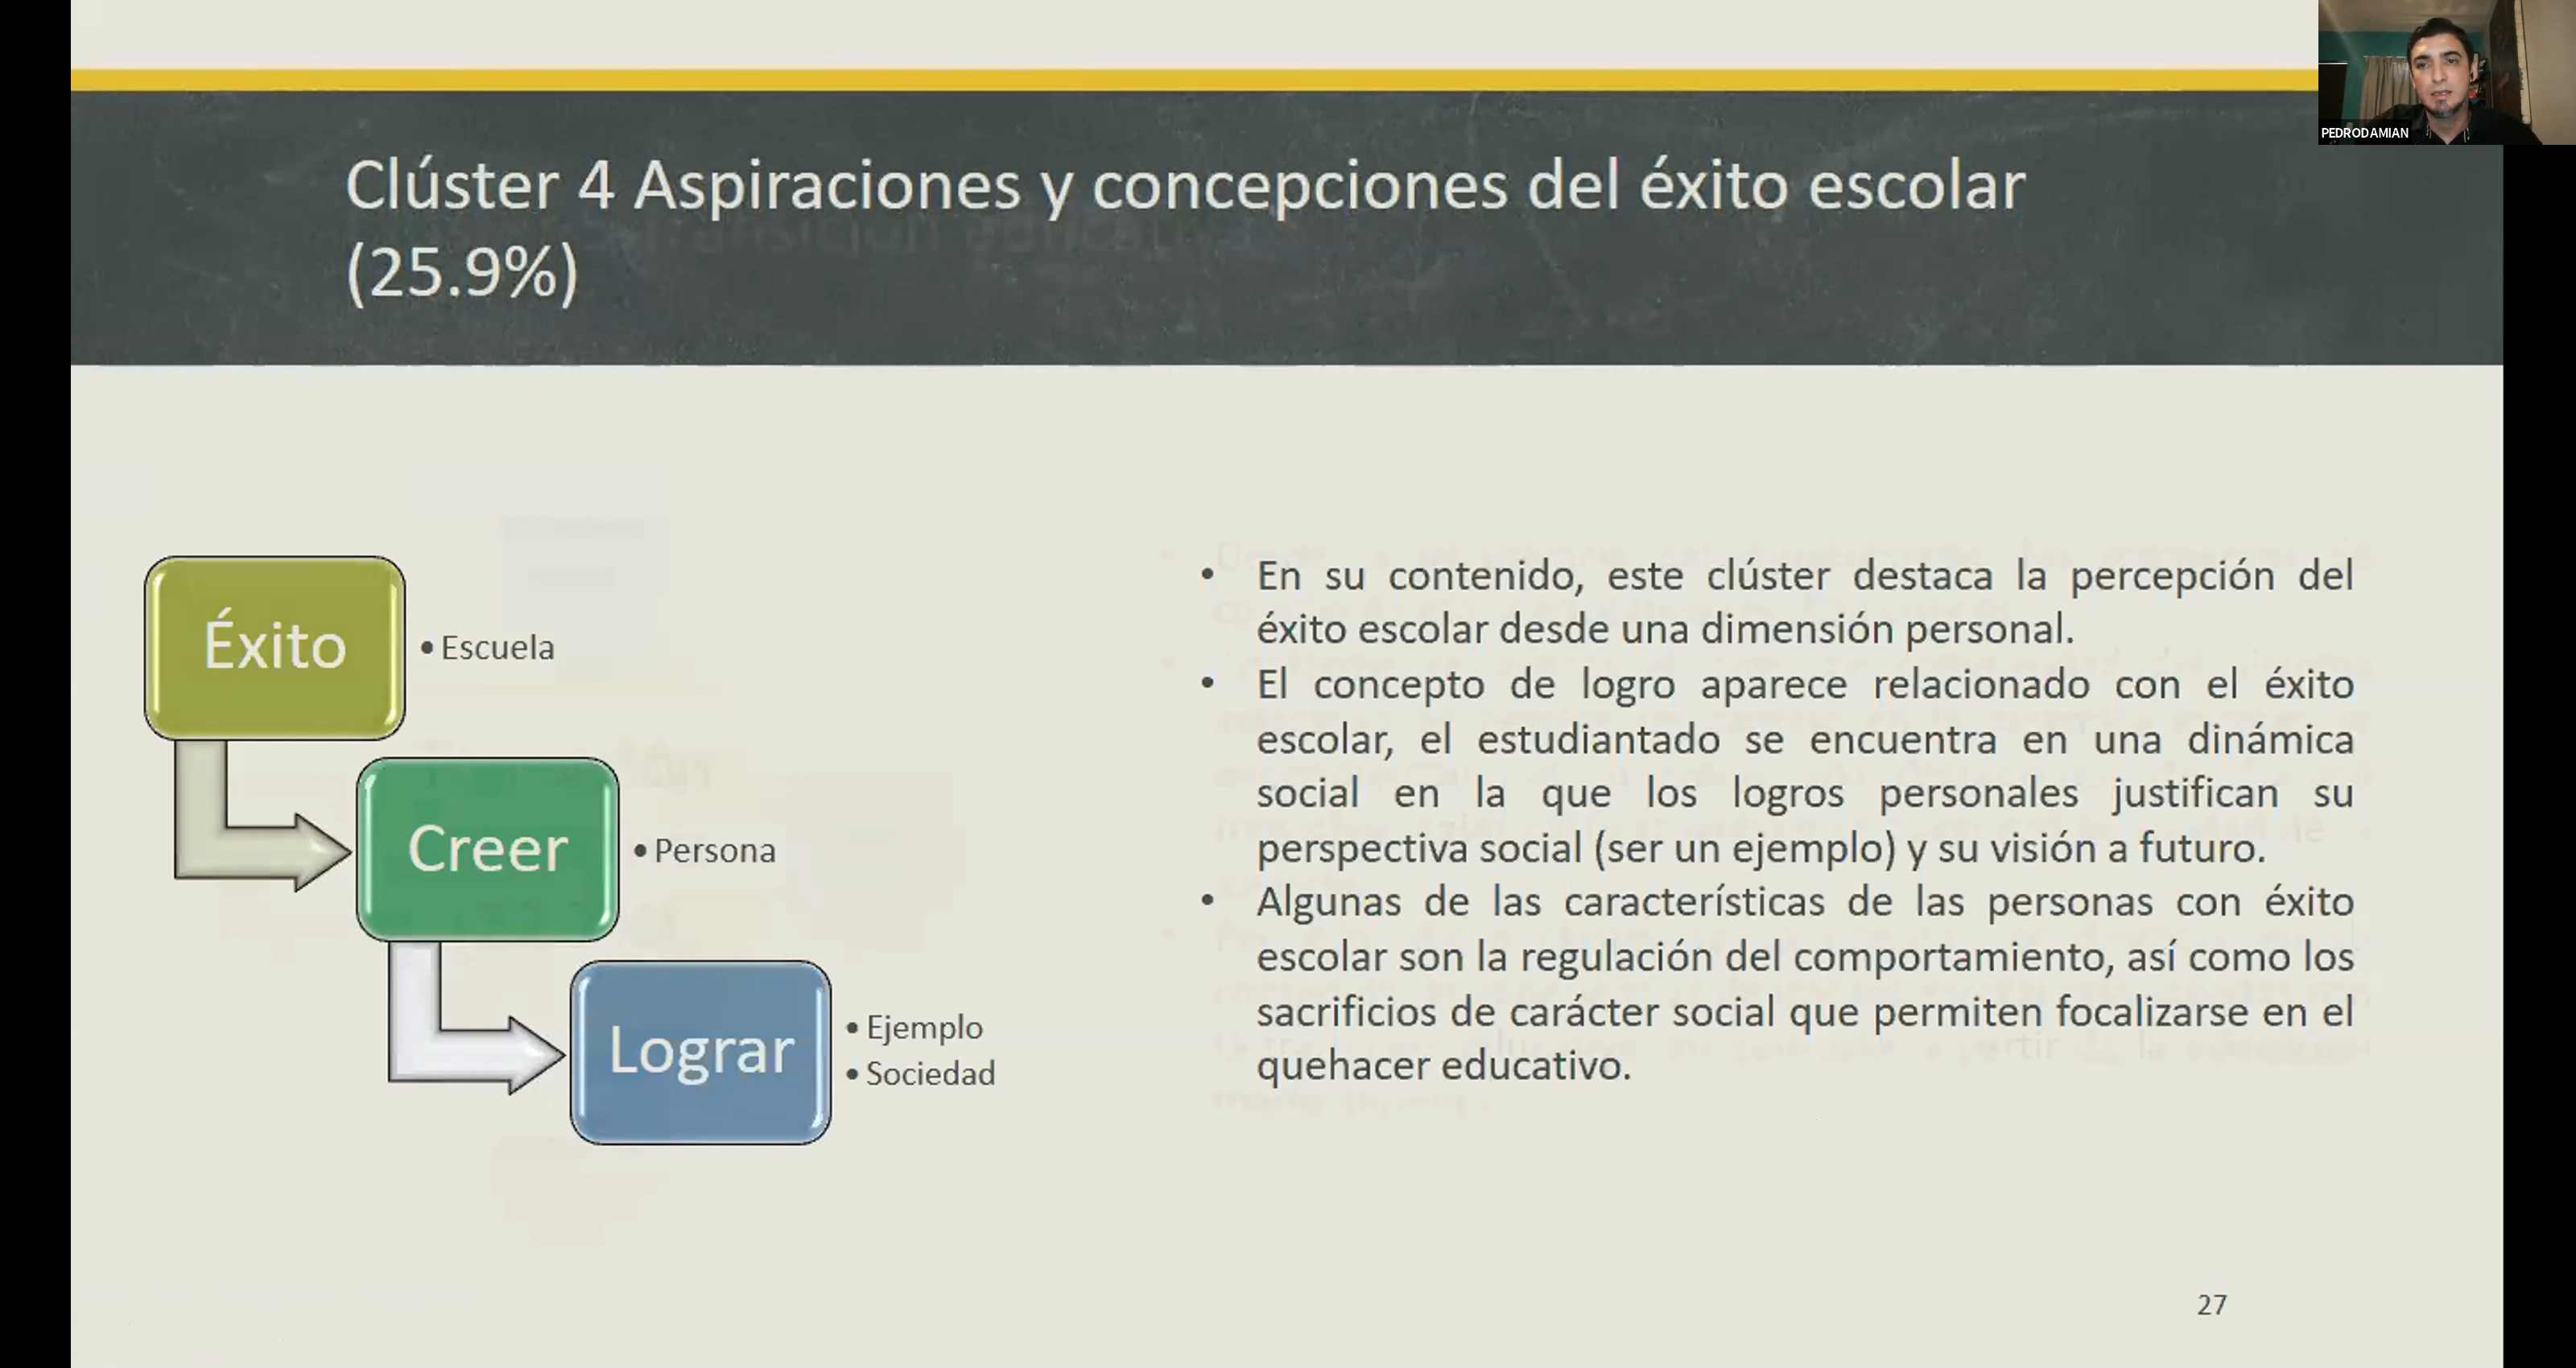 PEDRODAMIAN
Clúster 4 Aspiraciones y concepciones del éxito escolar
(25.9%)
Éxito
• Escuela
Creer
• Persona
Lograr
• Ejemplo
• Sociedad
• En su contenido, este clúster destaca la percepción del
éxito escolar desde una dimensión personal.
• El concepto de logro aparece relacionado con el éxito
escolar, el estudiantado se encuentra en una dinámica
social en la que los logros personales justifican su
perspectiva social (ser un ejemplo) y su visión a futuro.
• Algunas de las características de las personas con éxito
escolar son la regulación del comportamiento, así como los
sacrificios de carácter social que permiten focalizarse en el
quehacer educativo.
27